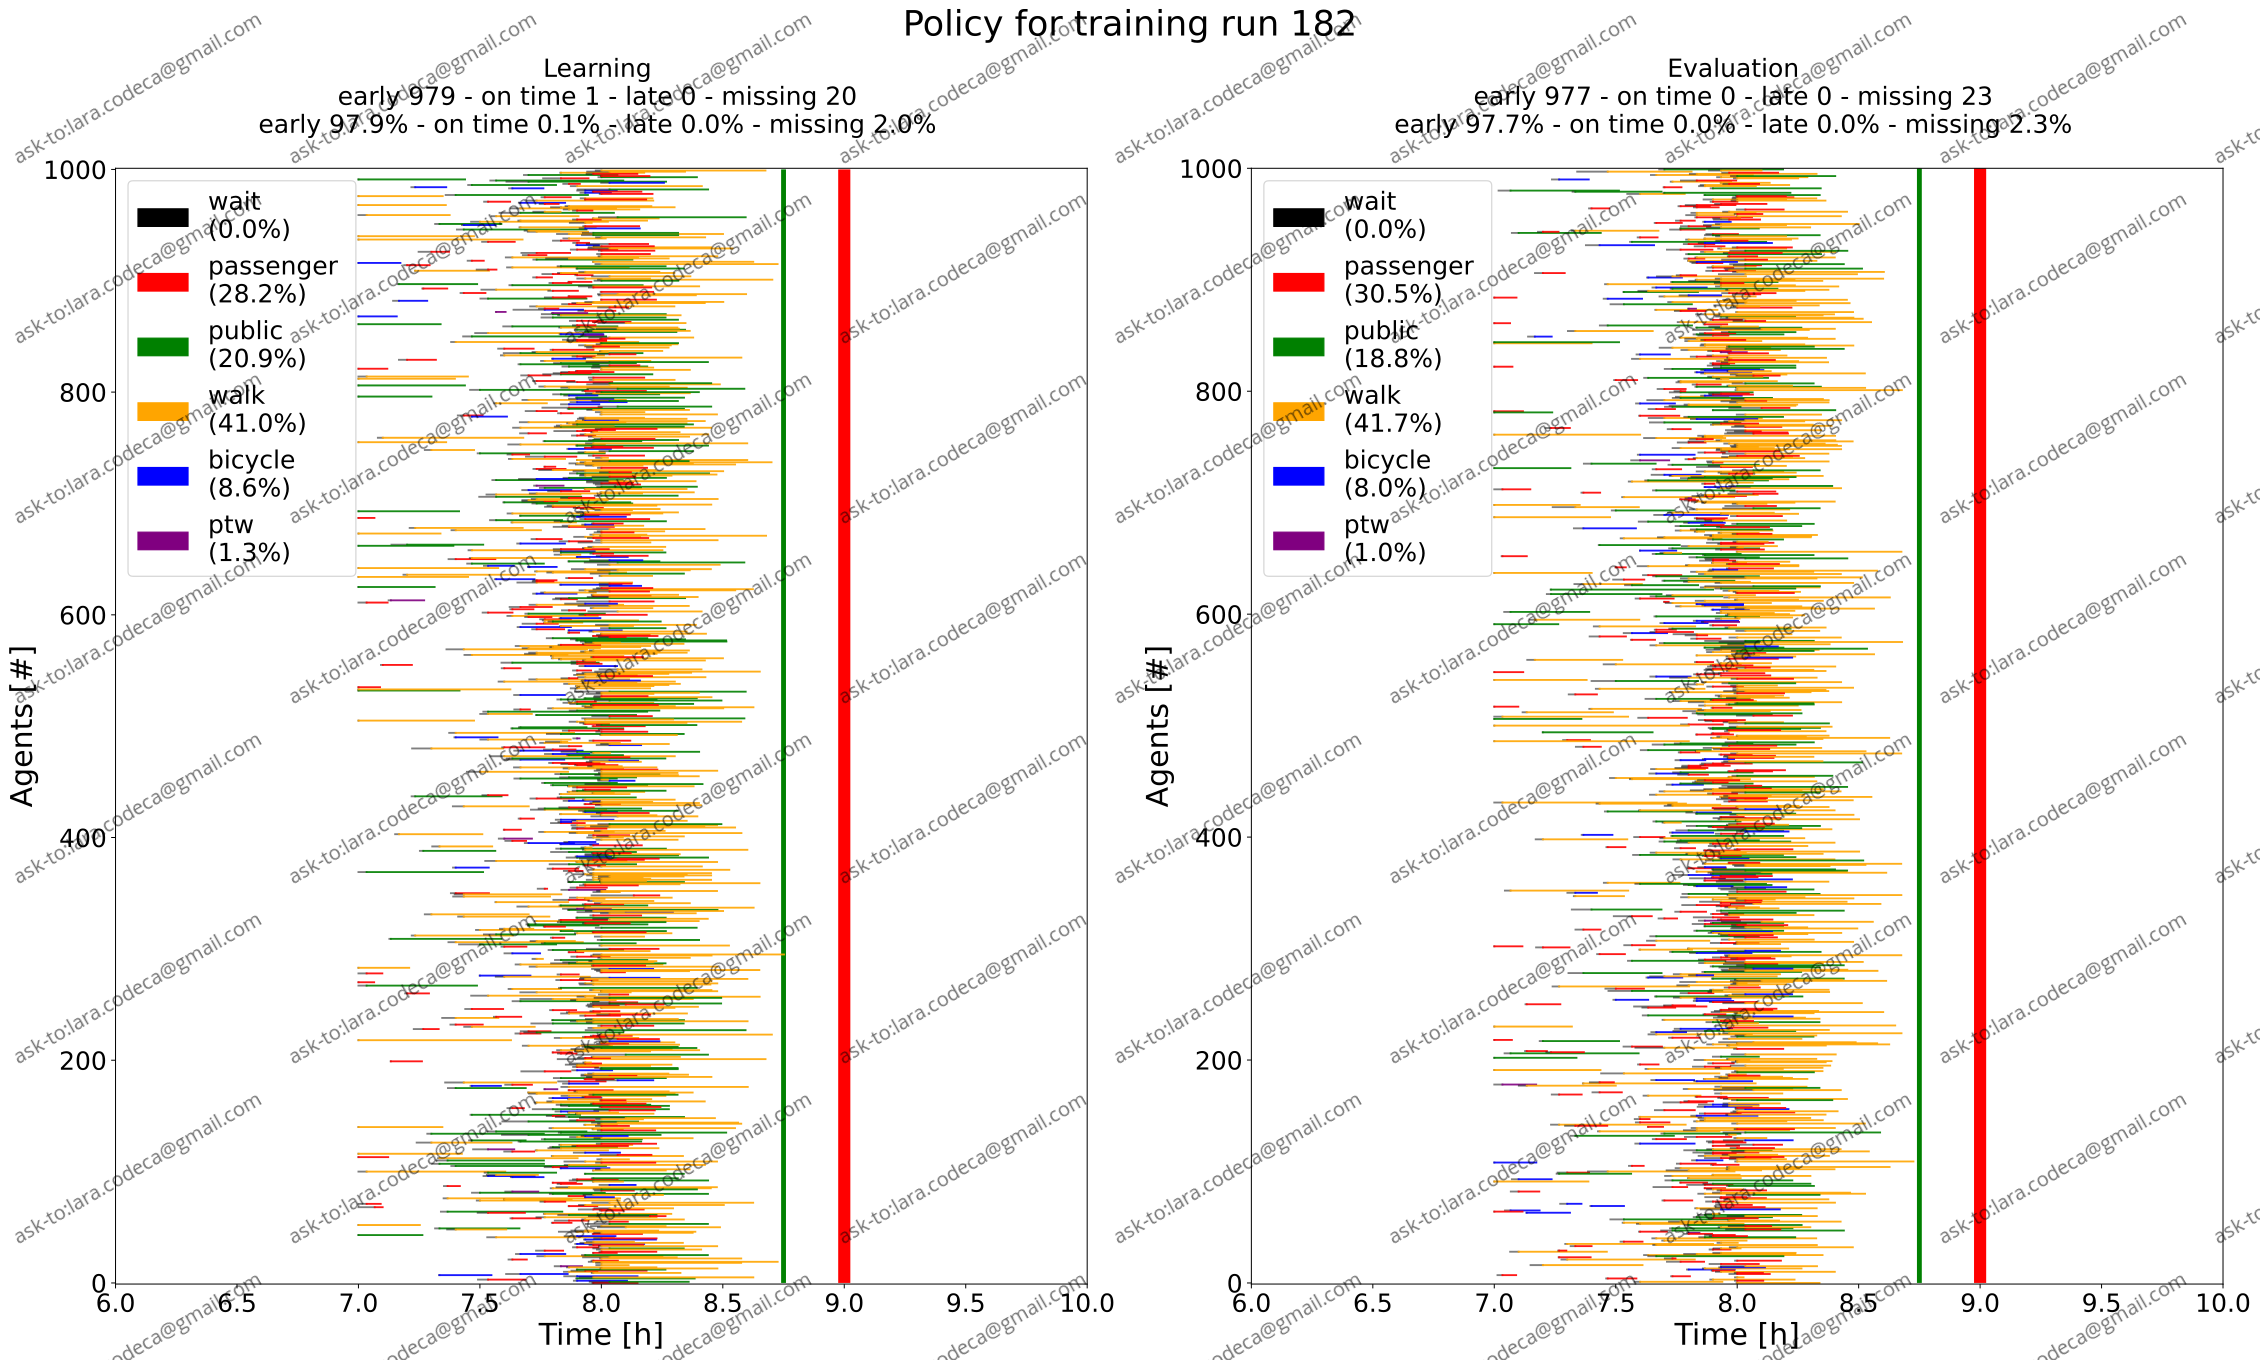 Policy for training run 182
Learning
early 979 - on time 1 - late 0 - missing 20
early 97.9% - on time 0.1% - late 0.0% - missing 2.0%
1000
800
600
400
200
0
Agents [#]
wait
(0.0%)
passenger
(28.2%)
public
(20.9%)
walk
(41.0%)
bicycle
(8.6%)
ptw
(1.3%)
6.0 6.5 7.0 7.5 8.0 8.5 9.0 9.5 10.0
Time [h]
Evaluation
early 977 - on time 0 - late 0 - missing 23
early 97.7% - on time 0.0% - late 0.0% - missing 2.3%
1000
800
600
400
200
0
Agents [#]
wait
(0.0%)
passenger
(30.5%)
public
(18.8%)
walk
(41.7%)
bicycle
(8.0%)
ptw
(1.0%)
6.0 6.5 7.0 7.5 8.0 8.5 9.0 9.5 10.0
Time [h]
ask-to:lara.codeca@gmail.com